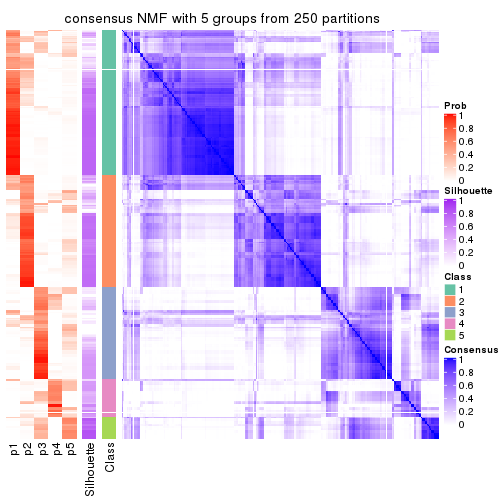 consensus NMF with 5 groups from 250 partitions
Prob
1
0.8
0.6
0.4
0.2
0
Silhouette
1
0.8
0.6
0.4
0.2
0
Class
1
2
3
4
5
Consensus
1
0.8
0.6
0.4
0.2
0
p1
p2
p3
p4
p5
Silhouette
Class